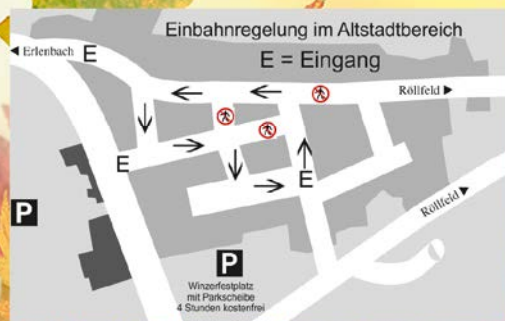 Einbahnregelung im Altstadtbereich
E = Eingang
◄ Erlenbach
E
Röllfeld ►
E
E
Röllfeld ►
P
P
Winzerfestplatz
mit Parkscheibe
4 Stunden kostenfrei